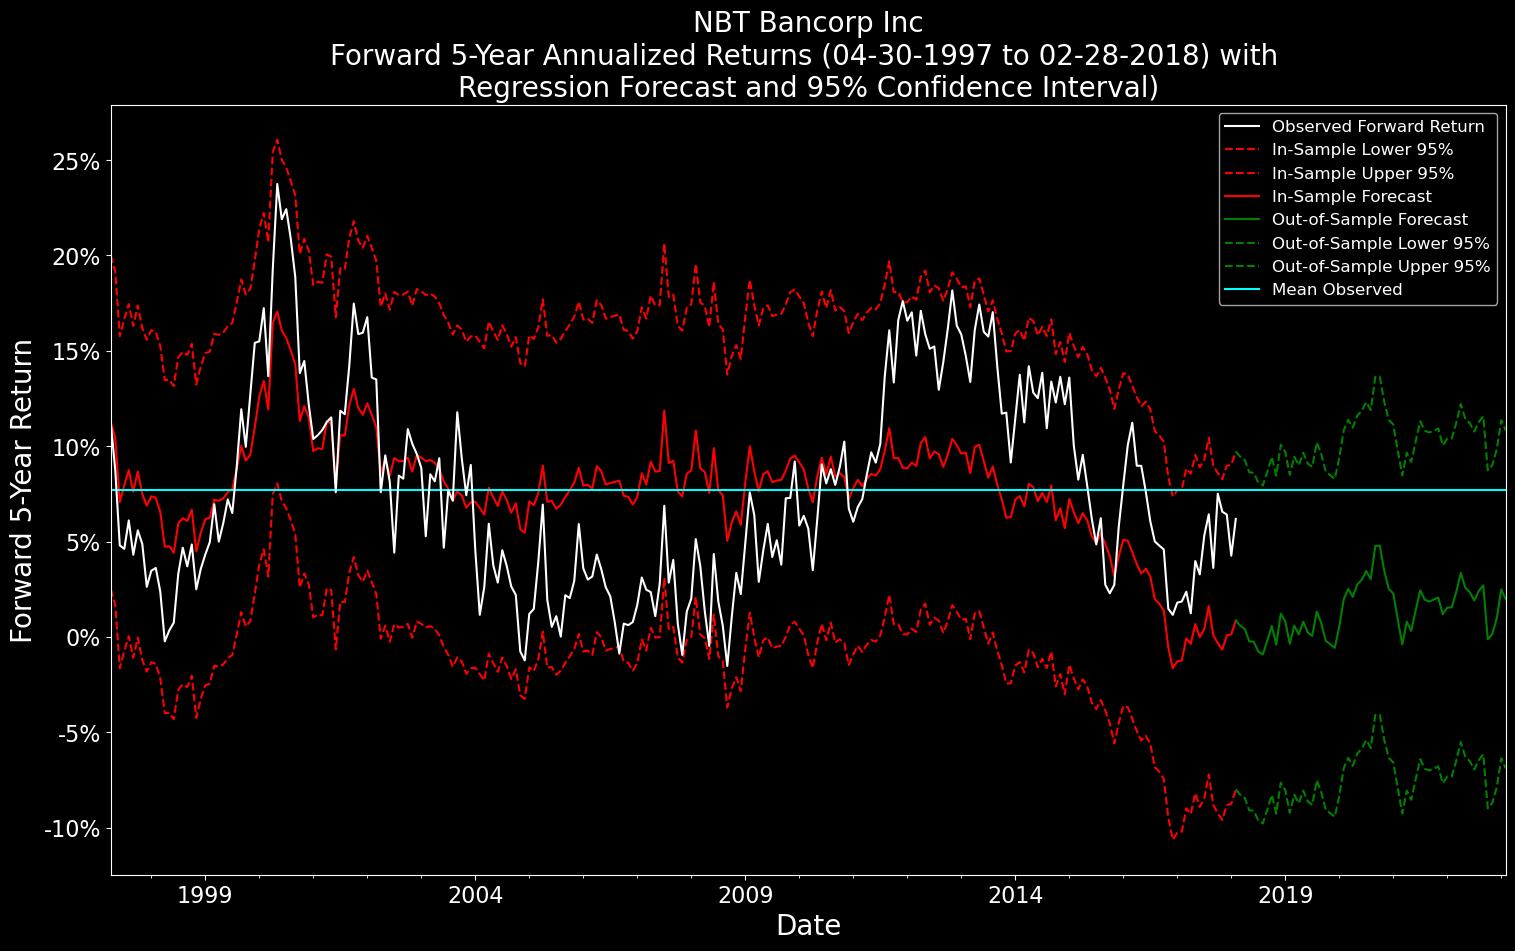 NBT Bancorp Inc
Forward 5-Year Annualized Returns (04-30-1997 to 02-28-2018) with
Regression Forecast and 95% Confidence Interval)
Observed Forward Return
In-Sample Lower 95%
In-Sample Upper 95%
In-Sample Forecast
Out-of-Sample Forecast
Out-of-Sample Lower 95%
Out-of-Sample Upper 95%
Mean Observed
Forward 5-Year Return
25%
20%
15%
10%
5%
0%
-5%
-10%
1999 2004 2009 2014 2019
Date